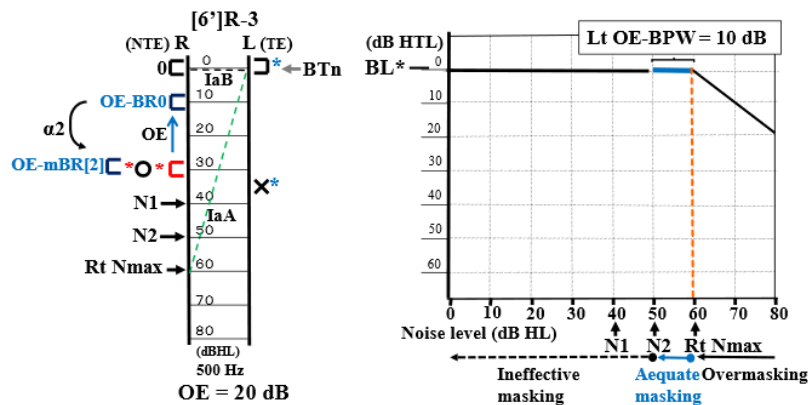 [6’]R-3
(NTE) R L (TE)
0 0 * BTn
IaB
OE-BR0 10
α2 OE 20
OE-mBR[2] * * 30
*
N1 40
IaA
N2 50
Rt Nmax 60
70
80
(dBHL)
500 Hz
OE = 20 dB
(dB HTL)
Lt OE-BPW = 10 dB
BL* 0
10
20
30
40
50
60
0 10 20 30 40 50 60 70 80
Noise level (dB HL)
N1 N2 Rt Nmax
Ineffective masking
Aequate masking
Overmasking